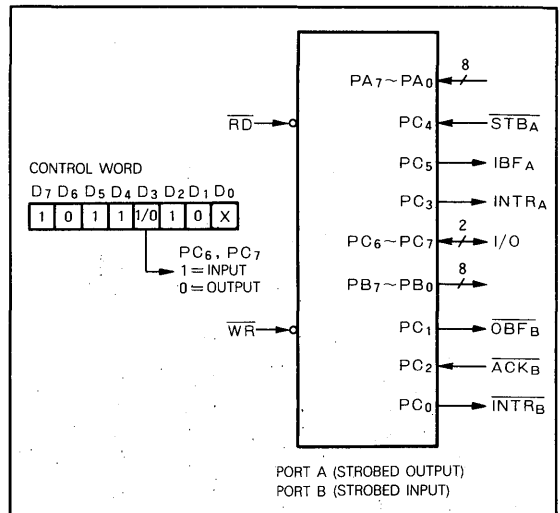 PA7~PA0 8
RD PC4 STBA
PC5 IBFA
CONTROL WORD
D7 D6 D5 D4 D3 D2 D1 D0
1 0 1 1 1/0 1 0 X
PC3 INTRA
PC6, PC7
1 = INPUT
0 = OUTPUT
PC6~PC7 2 I/O
PB7~PB0 8
WR PC1 OBFB
PC2 ACKB
PC0 INTRB
PORT A (STROBED OUTPUT)
PORT B (STROBED INPUT)